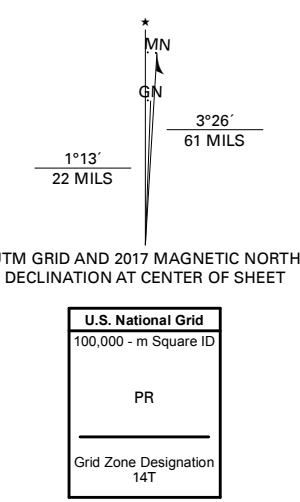 ★
MN
GN
3°26´
61 MILS
1°13´
22 MILS
UTM GRID AND 2017 MAGNETIC NORTH
DECLINATION AT CENTER OF SHEET
U.S. National Grid
100,000 - m Square ID
PR
Grid Zone Designation
14T